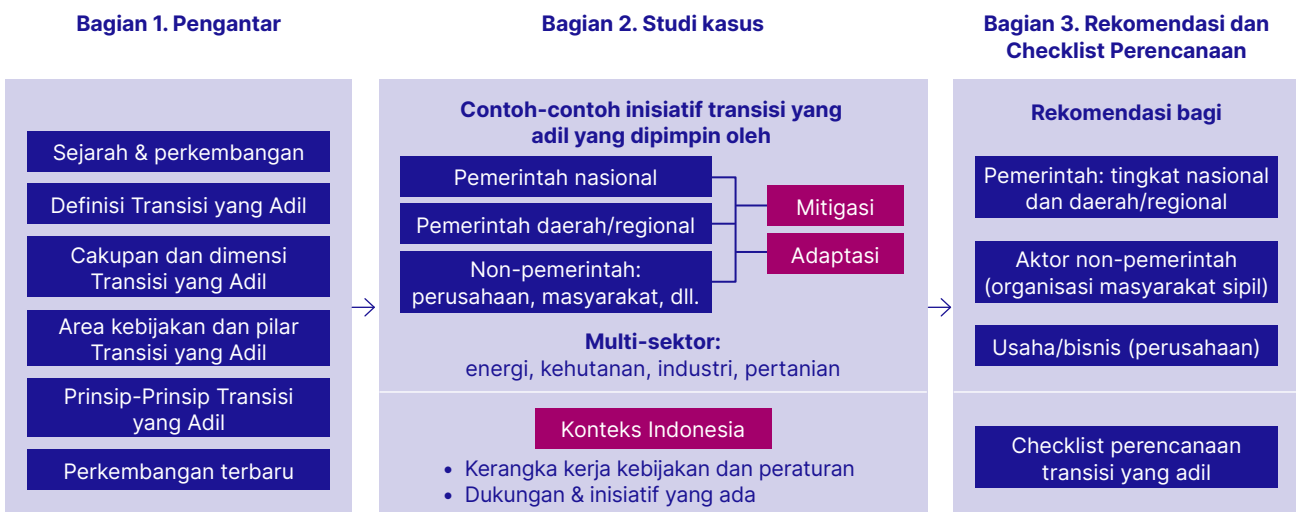 Bagian 1. Pengantar
Sejarah & perkembangan
Definisi Transisi yang Adil
Cakupan dan dimensi
Transisi yang Adil
Area kebijakan dan pilar
Transisi yang Adil
Prinsip-Prinsip Transisi
yang Adil
Perkembangan terbaru
Bagian 2. Studi kasus
Contoh-contoh inisiatif transisi yang
adil yang dipimpin oleh
Pemerintah nasional
Pemerintah daerah/regional
Non-pemerintah:
perusahaan, masyarakat, dll.
Mitigasi
Adaptasi
Multi-sektor:
energi, kehutanan, industri, pertanian
Konteks Indonesia
• Kerangka kerja kebijakan dan peraturan
• Dukungan & inisiatif yang ada
Bagian 3. Rekomendasi dan
Checklist Perencanaan
Rekomendasi bagi
Pemerintah: tingkat nasional
dan daerah/regional
Aktor non-pemerintah
(organisasi masyarakat sipil)
Usaha/bisnis (perusahaan)
Checklist perencanaan
transisi yang adil